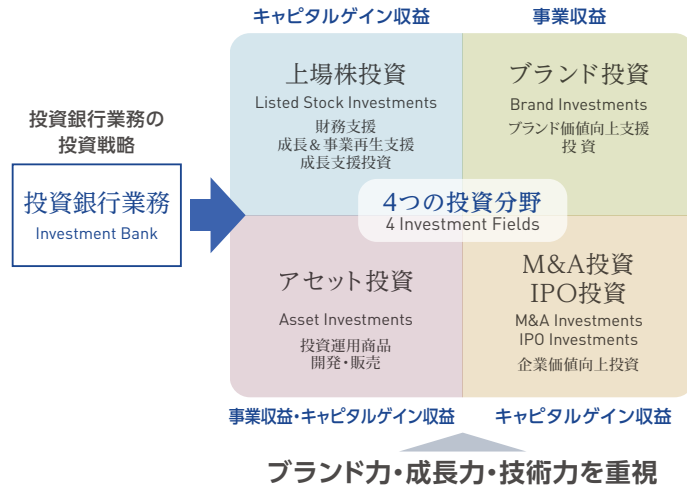 キャピタルゲイン収益
事業収益
上場株投資
Listed Stock Investments
財務支援
成長&事業再生支援
成長支援投資
ブランド投資
Brand Investments
ブランド価値向上支援
投 資
投資銀行業務の
投資戦略
投資銀行業務
Investment Bank
4つの投資分野
4 Investment Fields
アセット投資
Asset Investments
投資運用商品
開発・販売
M&A投資
IPO投資
M&A Investments
IPO Investments
企業価値向上投資
事業収益・キャピタルゲイン収益
キャピタルゲイン収益
ブランド力・成長力・技術力を重視